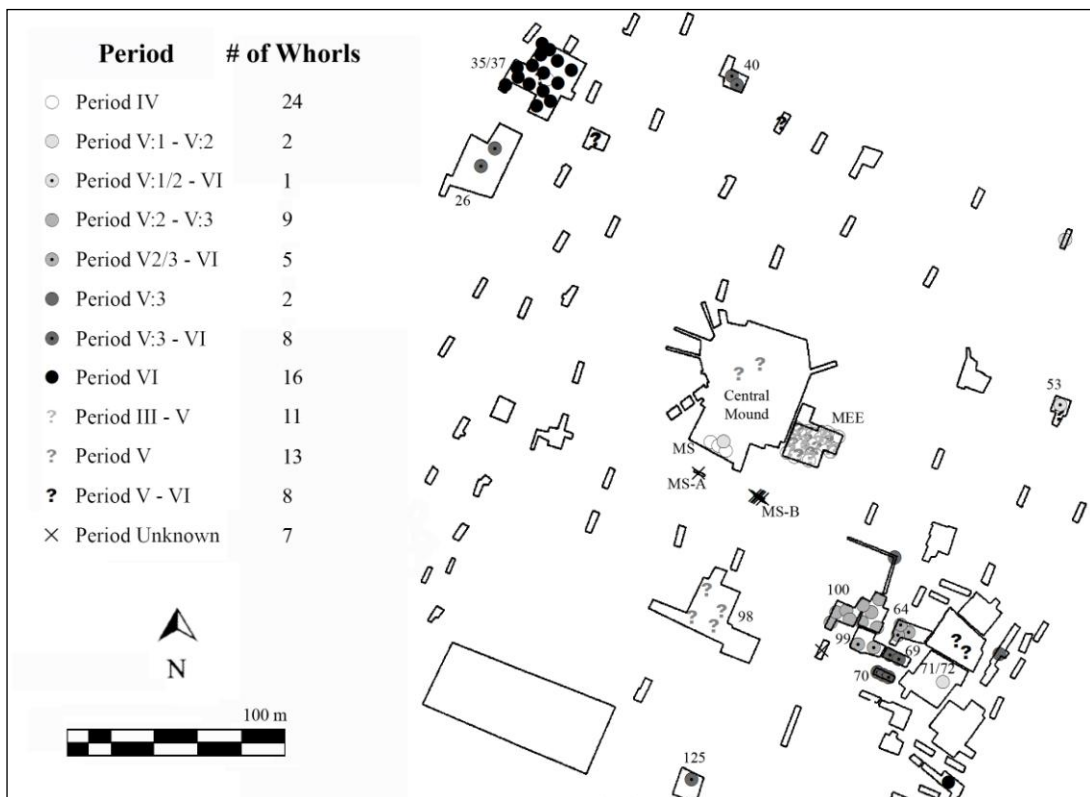 Period # of Whorls
Period IV 24
Period V:1 - V:2 2
Period V:1/2 - VI 1
Period V:2 - V:3 9
Period V2/3 - VI 5
Period V:3 2
Period V:3 - VI 8
Period VI 16
? Period III - V 11
? Period V 13
? Period V - VI 8
Period Unknown 7
N
100 m
35/37
40
?
?
26
53
? ?
Central
Mound
MEE
MS
MS-A
MS-B
100
64
98
99
69
? ?
71/72
70
125